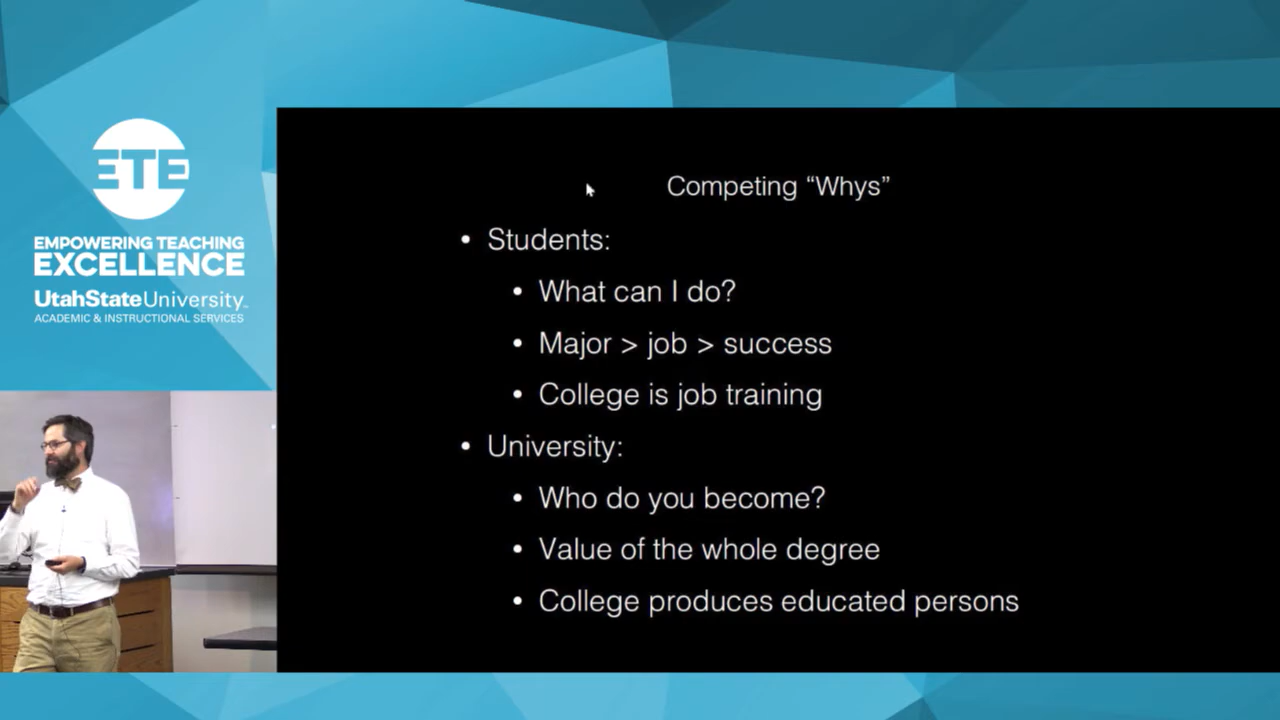 ETE
EMPOWERING TEACHING
EXCELLENCE
UtahStateUniversity
ACADEMIC & INSTRUCTIONAL SERVICES
Competing “Whys”
• Students:
• What can I do?
• Major > job > success
• College is job training
• University:
• Who do you become?
• Value of the whole degree
• College produces educated persons